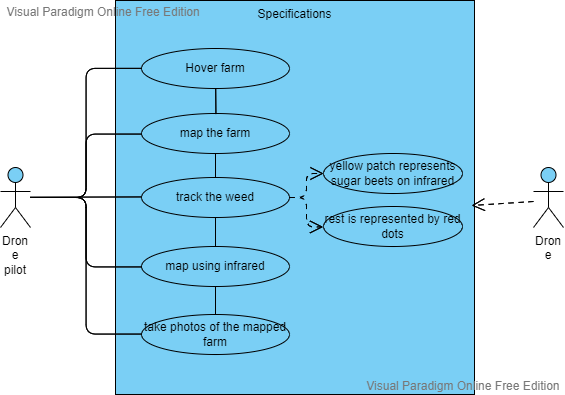 Visual Paradigm Online Free Edition
Specifications
Hover farm
map the farm
yellow patch represents
sugar beets on infrared
track the weed
rest is represented by red
dots
Dron
e
pilot
Dron
e
map using infrared
take photos of the mapped
farm
Visual Paradigm Online Free Edition